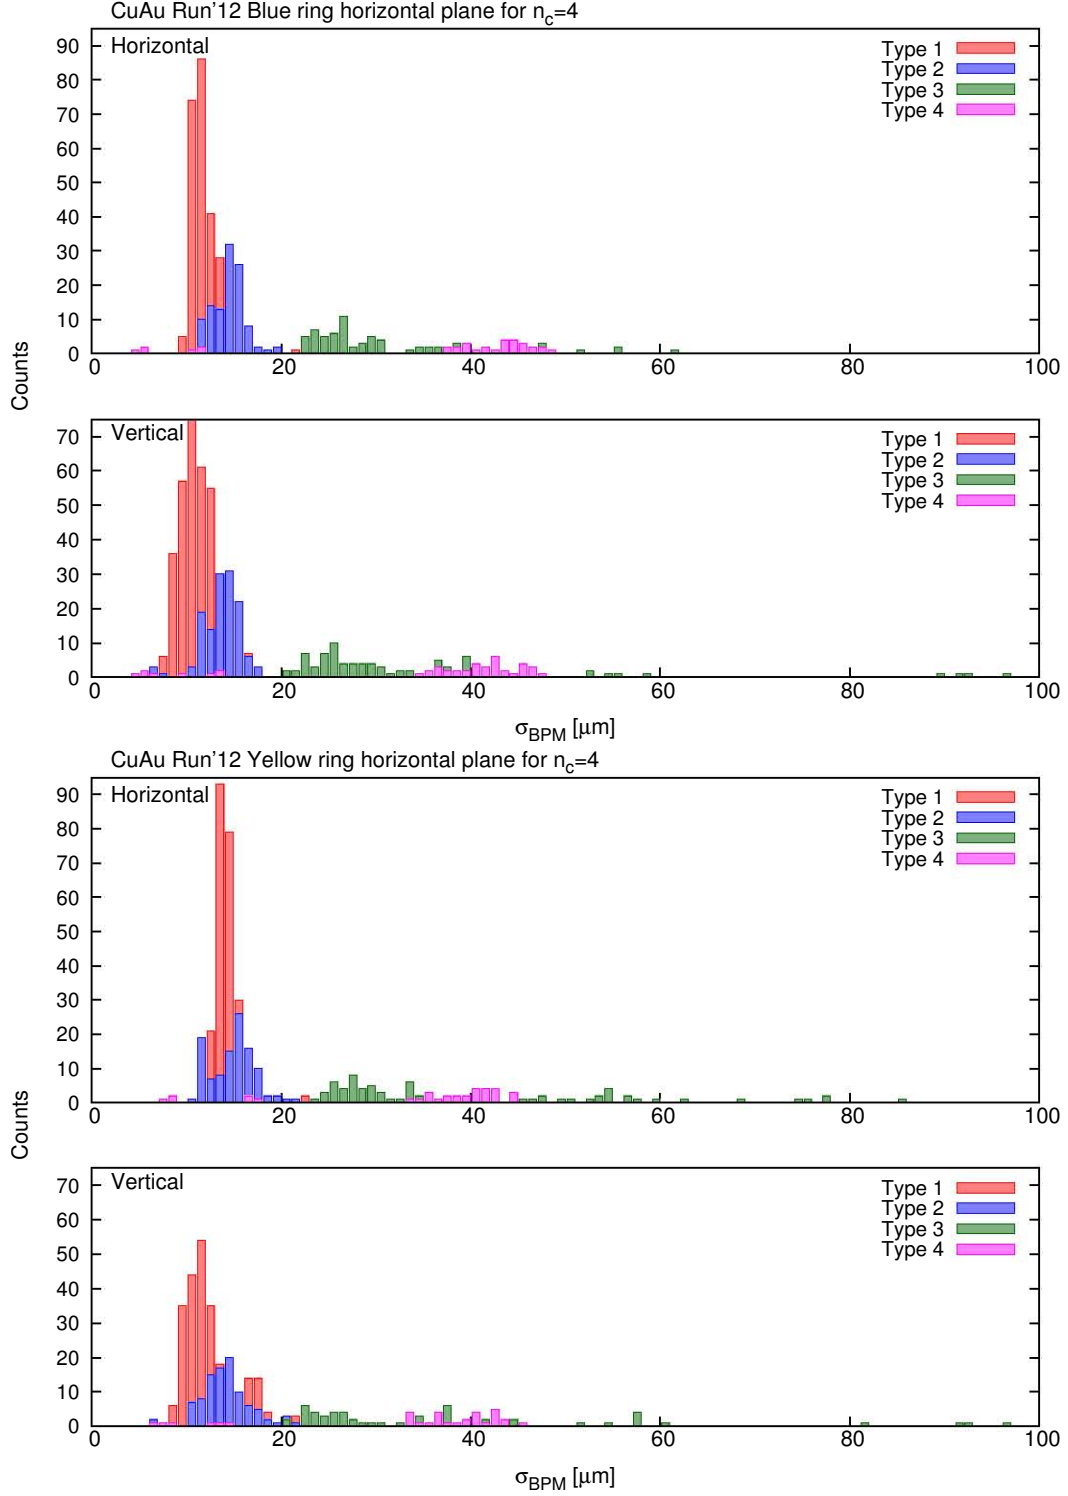 CuAu Run'12 Blue ring horizontal plane for n_c=4
Horizontal
Type 1
Type 2
Type 3
Type 4
90
80
70
60
50
40
30
20
10
0
0 20 40 60 80 100
Counts
Vertical
Type 1
Type 2
Type 3
Type 4
70
60
50
40
30
20
10
0
0 20 40 60 80 100
σ_BPM [μm]
CuAu Run'12 Yellow ring horizontal plane for n_c=4
Horizontal
Type 1
Type 2
Type 3
Type 4
90
80
70
60
50
40
30
20
10
0
0 20 40 60 80 100
Counts
Vertical
Type 1
Type 2
Type 3
Type 4
70
60
50
40
30
20
10
0
0 20 40 60 80 100
σ_BPM [μm]